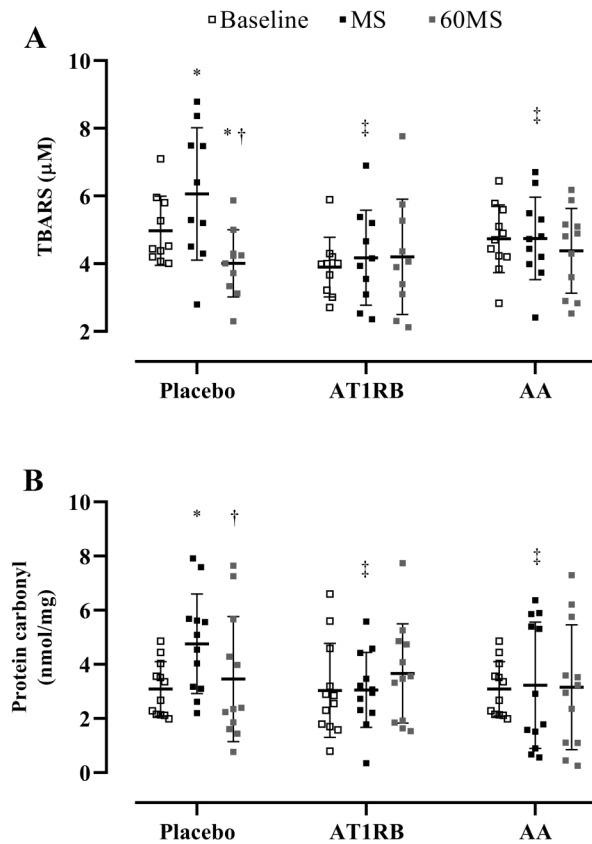 Baseline MS 60MS
A
10
8
6
4
2
TBARS (μM)
*
* †
‡
‡
Placebo AT1RB AA
B
10
8
6
4
2
0
Protein carbonyl
(nmol/mg)
*
†
‡
‡
Placebo AT1RB AA